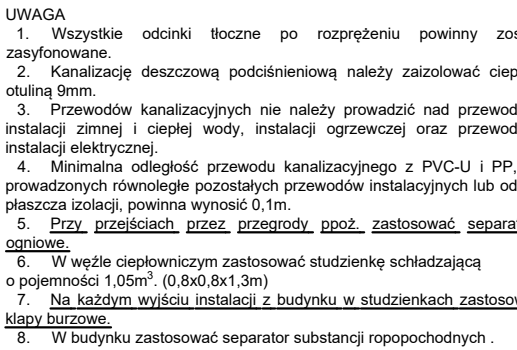 UWAGA
1. Wszystkie odcinki tłoczne po rozprężeniu powinny zos
zasyfonowane.
2. Kanalizację deszczową podciśnieniową należy zaizolować ciep
otuliną 9mm.
3. Przewodów kanalizacyjnych nie należy prowadzić nad przewod
instalacji zimnej i ciepłej wody, instalacji ogrzewczej oraz przewod
instalacji elektrycznej.
4. Minimalna odległość przewodu kanalizacyjnego z PVC-U i PP,
prowadzonych równoległe pozostałych przewodów instalacyjnych lub od
płaszcza izolacji, powinna wynosić 0,1m.
5. Przy przejściach przez przegrody ppoż. zastosować separat
ogniowe.
6. W węźle ciepłowniczym zastosować studzienkę schładzającą
o pojemności 1,05m³. (0,8x0,8x1,3m)
7. Na każdym wyjściu instalacji z budynku w studzienkach zastosow
klapy burzowe.
8. W budynku zastosować separator substancji ropopochodnych .